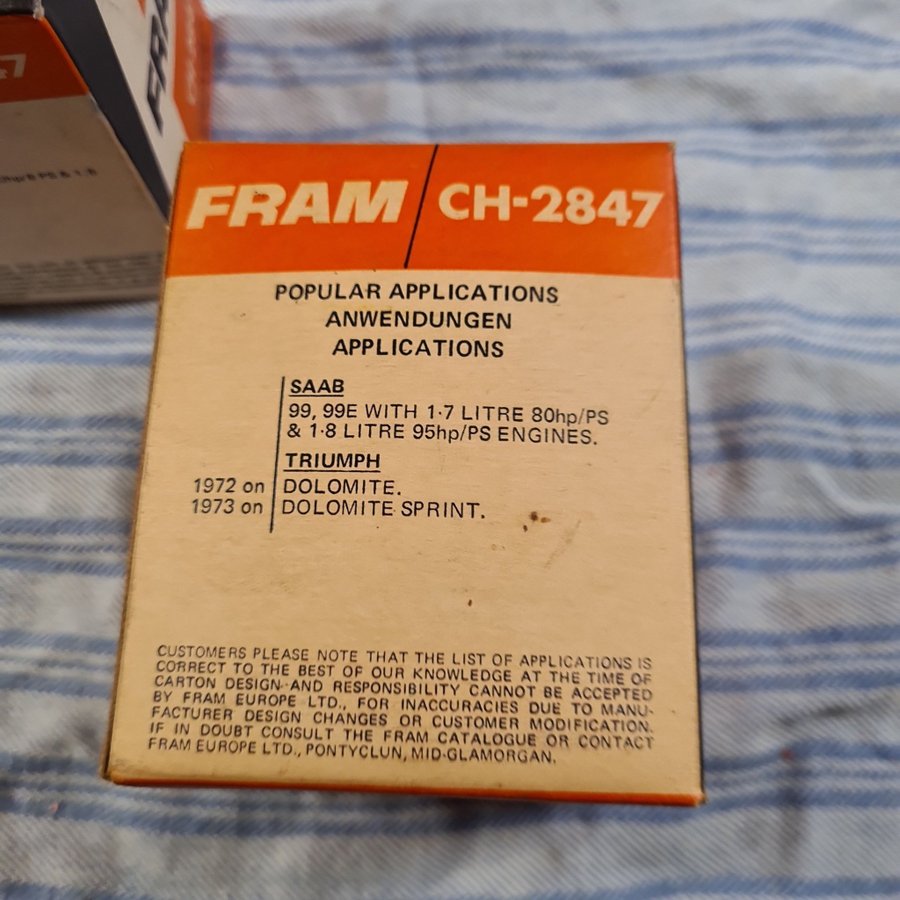 FRAM
FRAM / CH-2847
POPULAR APPLICATIONS
ANWENDUNGEN
APPLICATIONS
SAAB
99, 99E WITH 1·7 LITRE 80hp/PS
& 1·8 LITRE 95hp/PS ENGINES.
TRIUMPH
1972 on DOLOMITE.
1973 on DOLOMITE SPRINT.
CUSTOMERS PLEASE NOTE THAT THE LIST OF APPLICATIONS IS
CORRECT TO THE BEST OF OUR KNOWLEDGE AT THE TIME OF
CARTON DESIGN AND RESPONSIBILITY CANNOT BE ACCEPTED
BY FRAM EUROPE LTD., FOR INACCURACIES DUE TO MANU-
FACTURER DESIGN CHANGES OR CUSTOMER MODIFICATION.
IF IN DOUBT CONSULT THE FRAM CATALOGUE OR CONTACT
FRAM EUROPE LTD., PONTYCLUN, MID-GLAMORGAN.